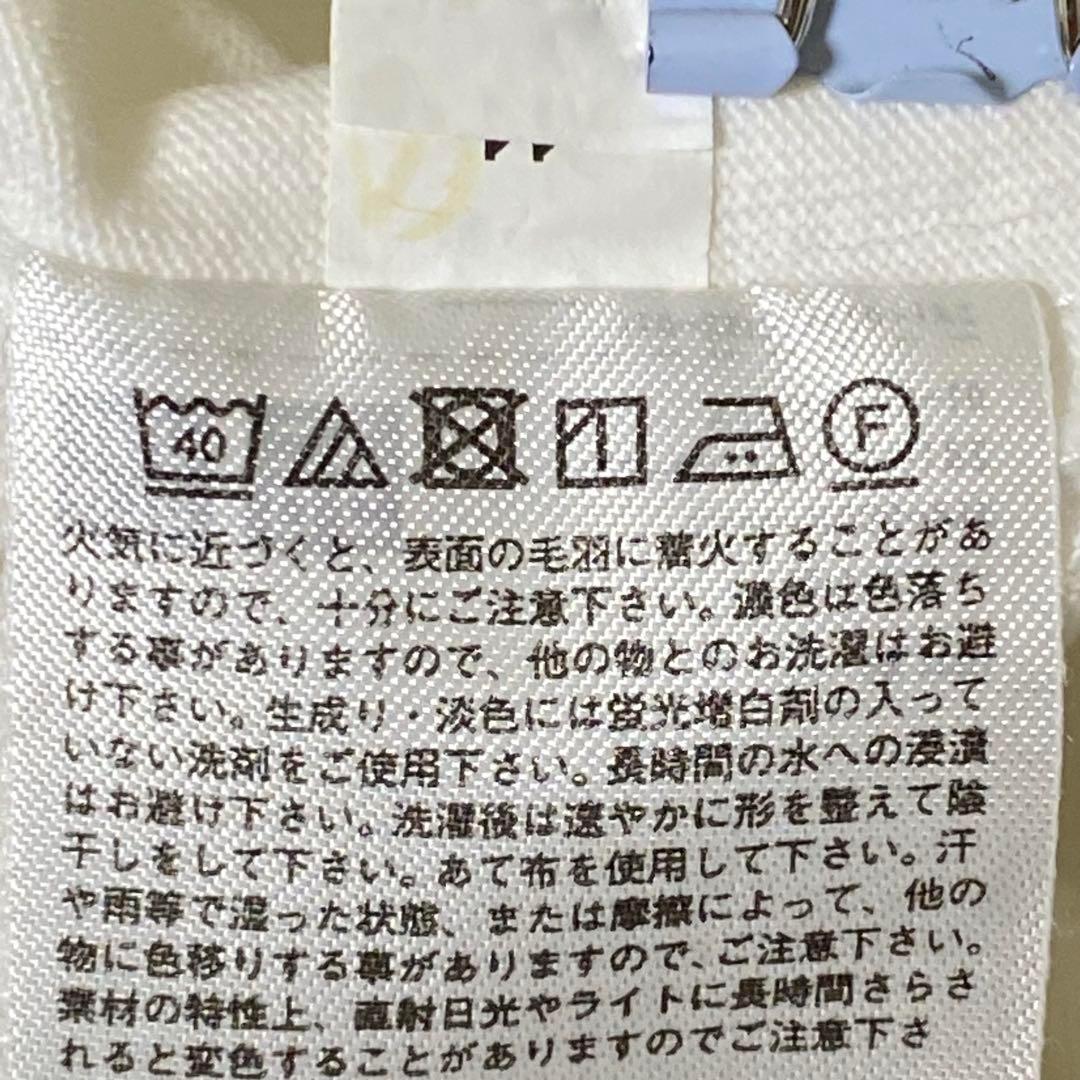 40
F
火気に近づくと、表面の毛羽に着火することがあ
りますので、十分にご注意下さい。濃色は色落ち
する事がありますので、他の物とのお洗濯はお避
け下さい。生成り・淡色には蛍光増白剤の入って
いない洗剤をご使用下さい。長時間の水への浸漬
はお避け下さい。洗濯後は速やかに形を整えて陰
干しをして下さい。あて布を使用して下さい。汗
や雨等で湿った状態、または摩擦によって、他の
物に色移りする事がありますので、ご注意下さい。
素材の特性上、直射日光やライトに長時間さらさ
れると変色することがありますのでご注意下さ